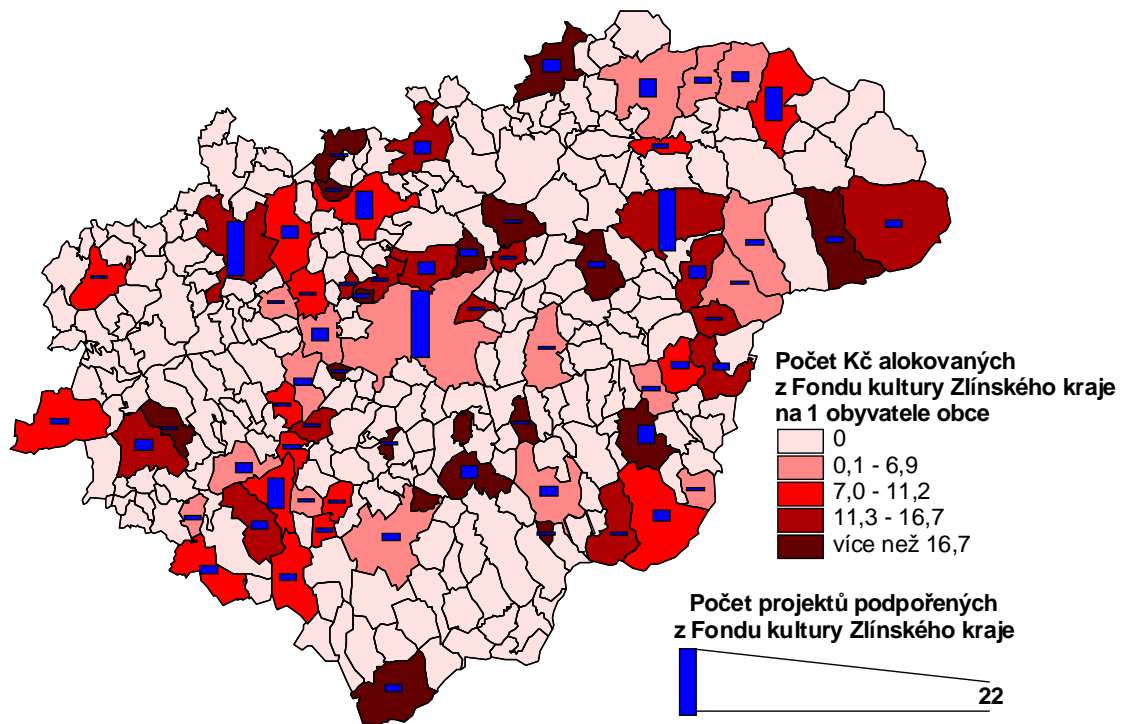 Počet Kč alokovaných
z Fondu kultury Zlínského kraje
na 1 obyvatele obce
0
0,1 - 6,9
7,0 - 11,2
11,3 - 16,7
více než 16,7
Počet projektů podpořených
z Fondu kultury Zlínského kraje
22